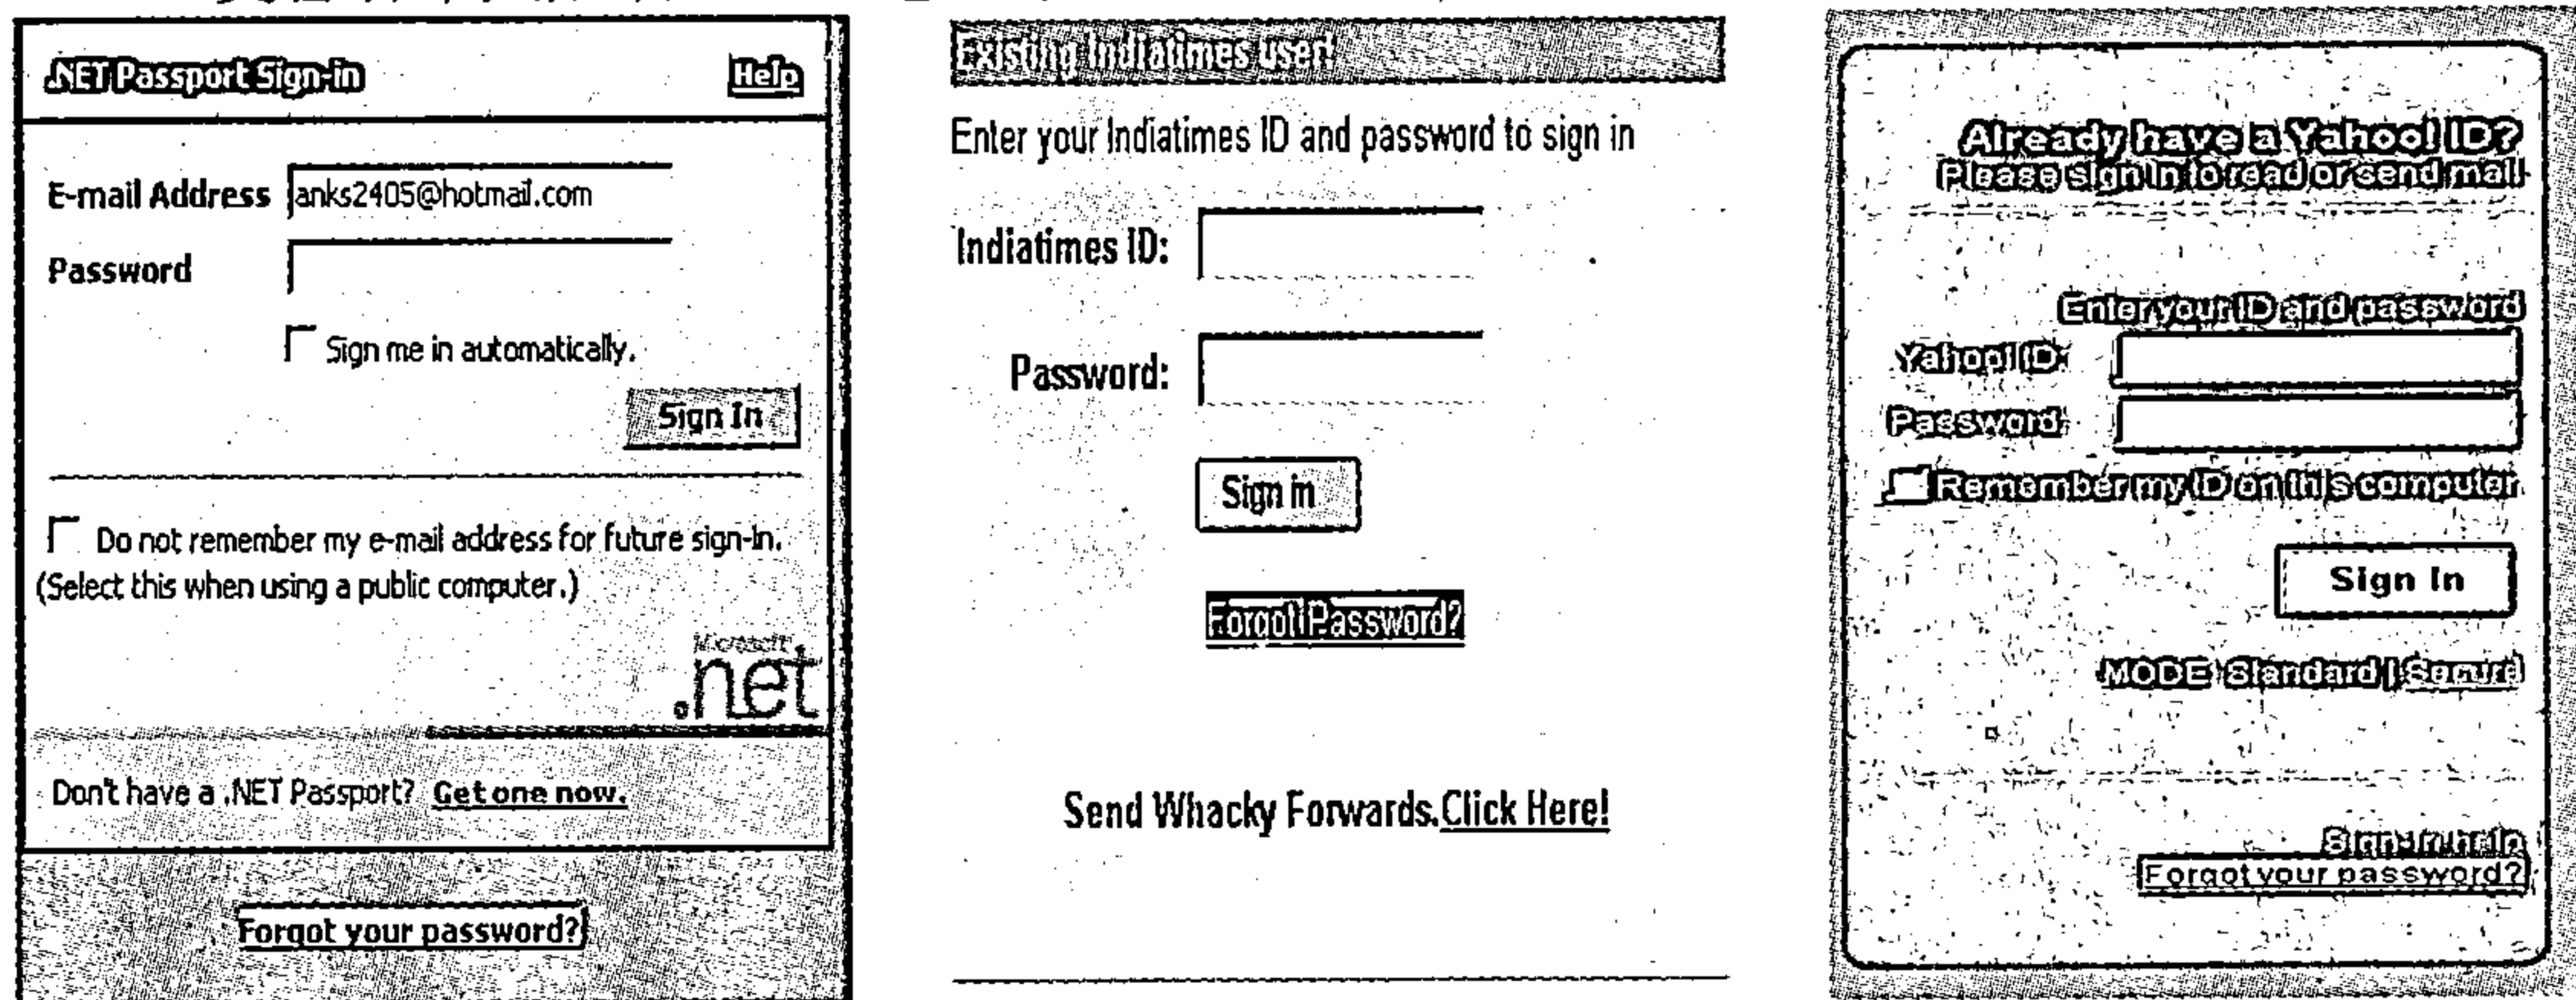 .NET Passport Sign-in Help
E-mail Address anks2405@hotmail.com
Password
Sign me in automatically.
Sign In
Do not remember my e-mail address for future sign-in.
(Select this when using a public computer.)
Microsoft
.net
Don't have a .NET Passport? Get one now.
Forgot your password?
Existing Indiatimes user!
Enter your Indiatimes ID and password to sign in
Indiatimes ID:
Password:
Sign in
Forgot Password?
Send Whacky Forwards.Click Here!
Already have a Yahoo! ID?
Please sign in to read or send mail
Enter your ID and password
Yahoo! ID:
Password:
Remember my ID on this computer
Sign In
MODE: Standard | Secure
Sign-in help
Forgot your password?